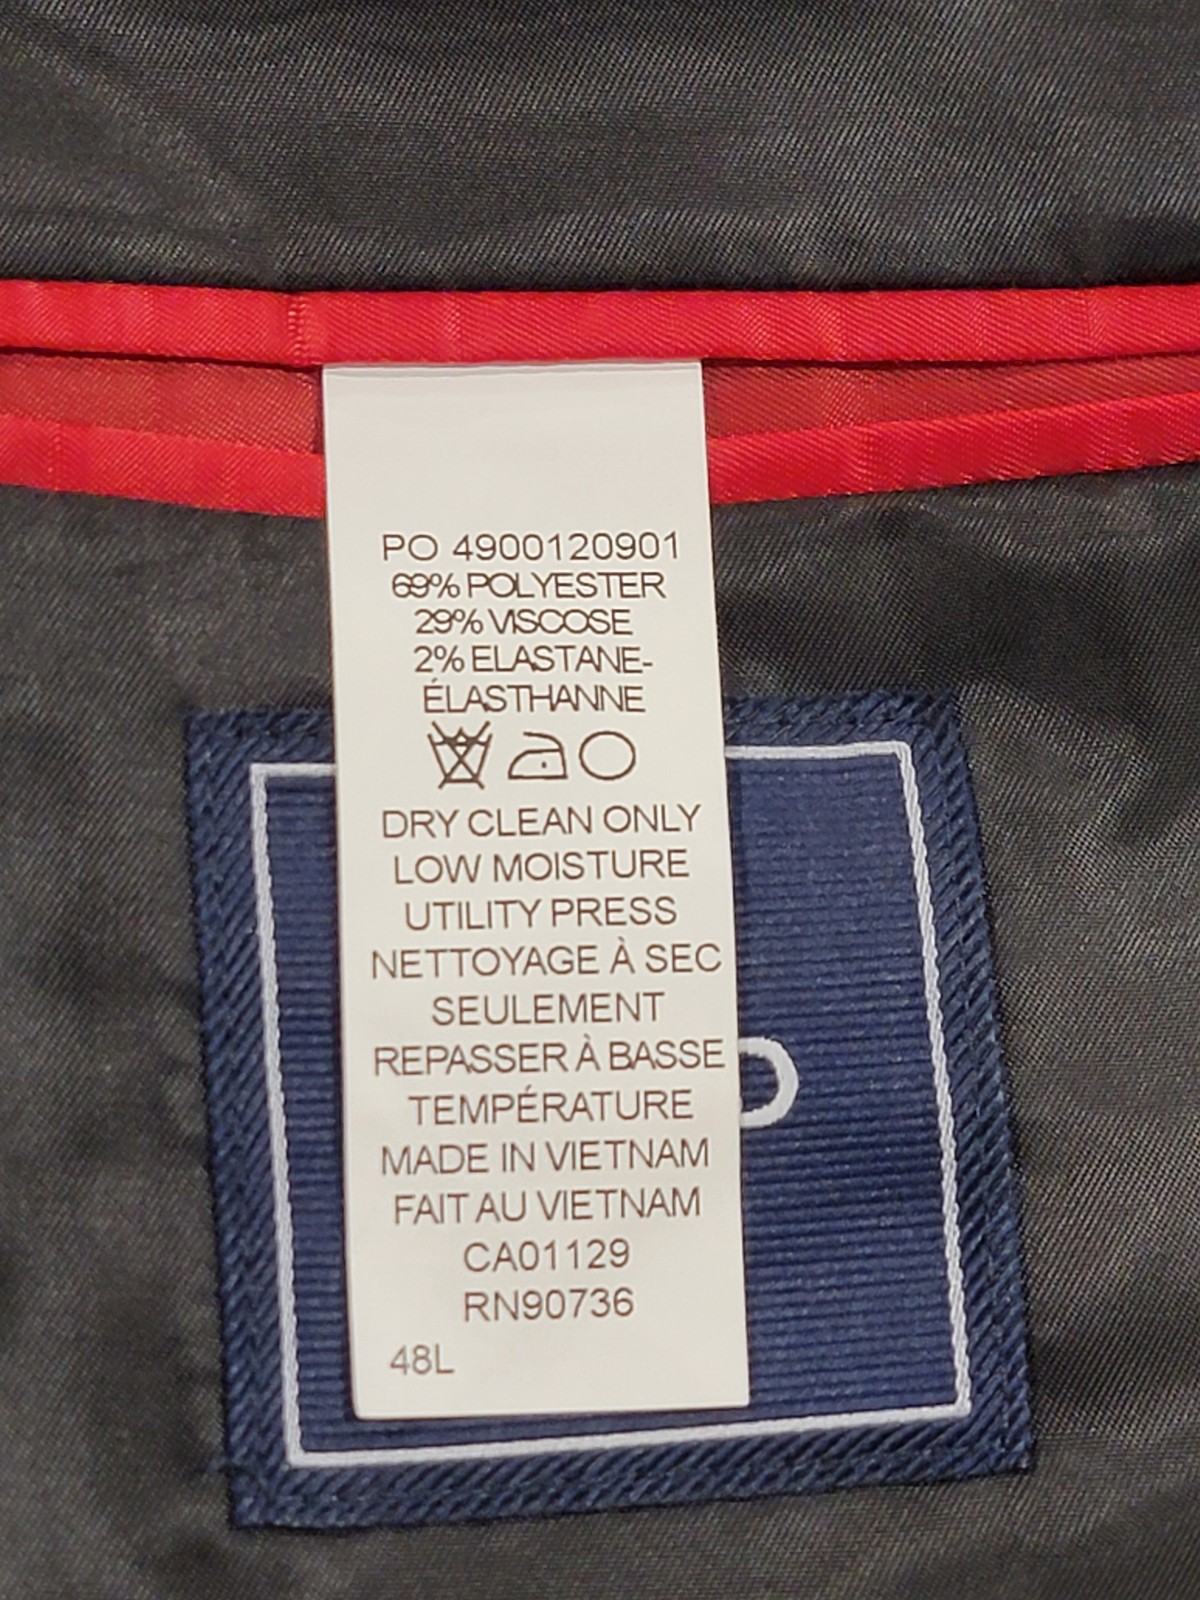 PO 4900120901
69% POLYESTER
29% VISCOSE
2% ELASTANE-
ÉLASTHANNE
DRY CLEAN ONLY
LOW MOISTURE
UTILITY PRESS
NETTOYAGE À SEC
SEULEMENT
REPASSER À BASSE
TEMPÉRATURE
MADE IN VIETNAM
FAIT AU VIETNAM
CA01129
RN90736
48L